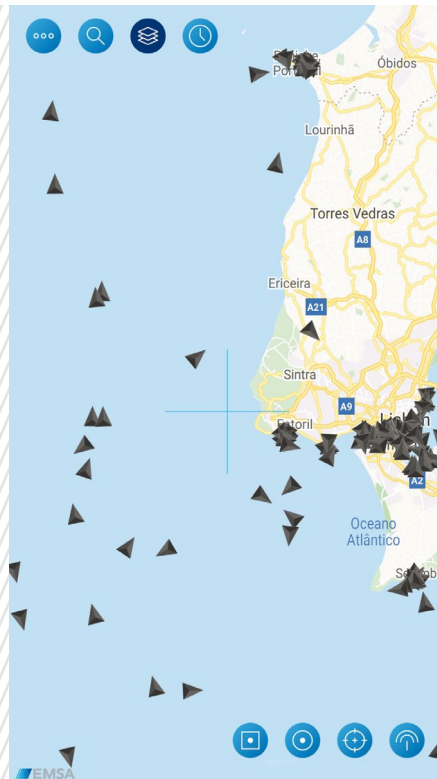 Óbidos
Lourinhã
Torres Vedras
A8
Ericeira
A21
Sintra
A9
Estoril
A2
Oceano
Atlântico
EMSA